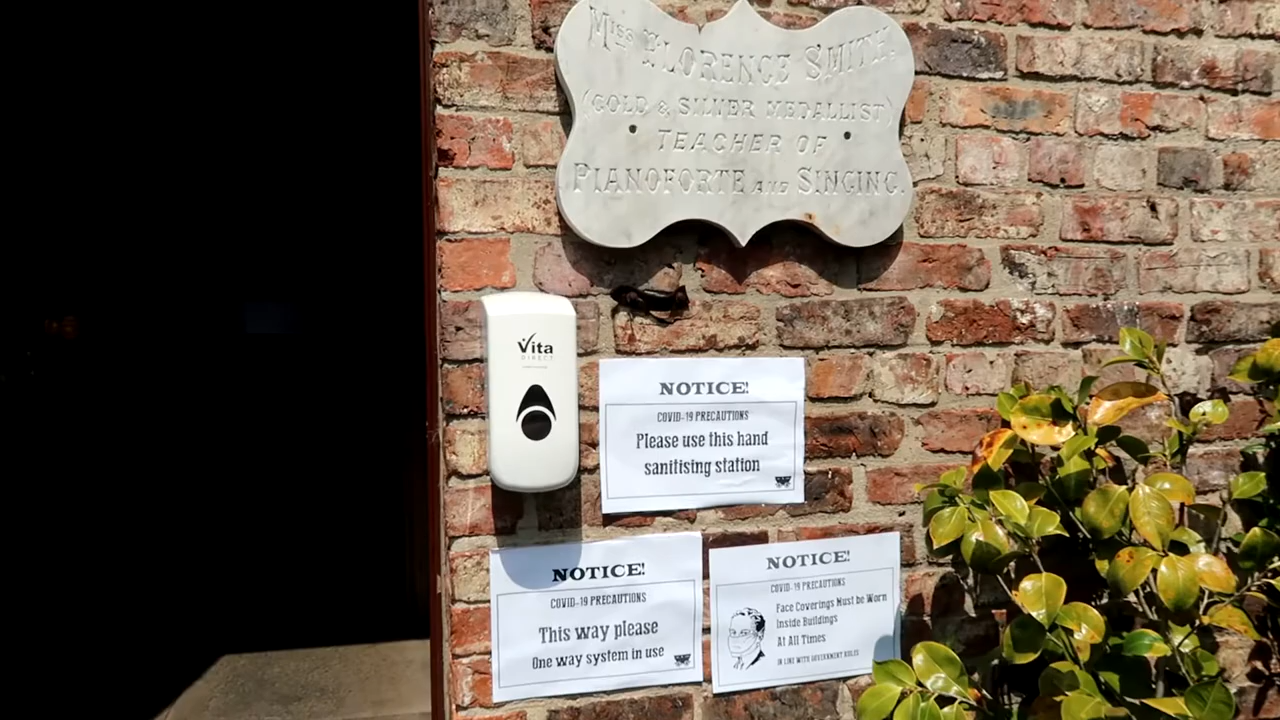 Miss Florence Smith.
(Gold & Silver Medallist)
Teacher of
Pianoforte and Singing.
Vita
DIRECT
NOTICE!
COVID-19 PRECAUTIONS
Please use this hand
sanitising station
NOTICE!
COVID-19 PRECAUTIONS
This way please
One way system in use
NOTICE!
COVID-19 PRECAUTIONS
Face Coverings Must be Worn
Inside Buildings
At All Times
IN LINE WITH GOVERNMENT RULES